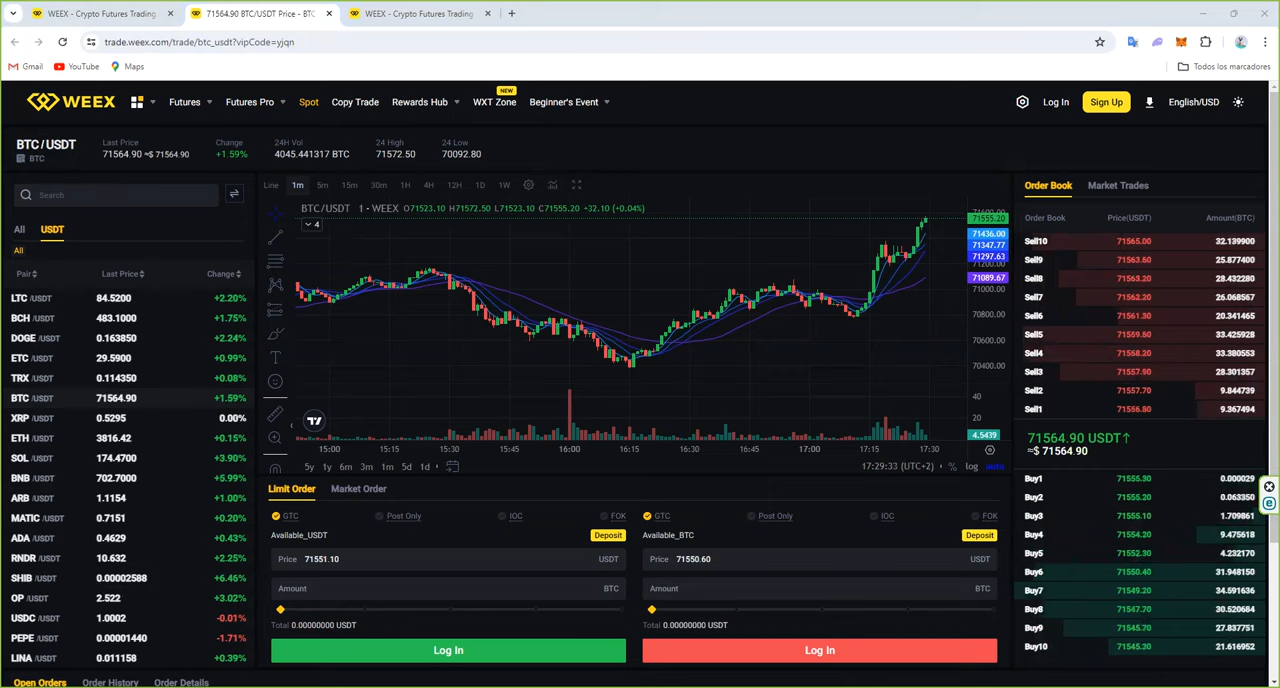 WEEX - Crypto Futures Trading
71564.90 BTC/USDT Price - BTC
WEEX - Crypto Futures Trading
trade.weex.com/trade/btc_usdt?vipCode=yjqn
Gmail YouTube Maps Todos los marcadores
WEEX Futures Futures Pro Spot Copy Trade Rewards Hub WXT Zone NEW Beginner's Event Log In Sign Up English/USD
BTC/USDT Last Price Change 24H Vol 24 High 24 Low
BTC 71564.90 ≈$ 71564.90 +1.59% 4045.441317 BTC 71572.50 70092.80
Search
Line 1m 5m 15m 30m 1H 4H 12H 1D 1W
Order Book Market Trades
BTC/USDT · 1 · WEEX O71523.10 H71572.50 L71523.10 C71555.20 +32.10 (+0.04%)
4
All USDT
All
Pair Last Price Change
LTC /USDT 84.5200 +2.20%
BCH /USDT 483.1000 +1.75%
DOGE /USDT 0.163850 +2.24%
ETC /USDT 29.5900 +0.99%
TRX /USDT 0.114350 +0.08%
BTC /USDT 71564.90 +1.59%
XRP /USDT 0.5295 0.00%
ETH /USDT 3816.42 +0.15%
SOL /USDT 174.4700 +3.90%
BNB /USDT 702.7000 +5.99%
ARB /USDT 1.1154 +1.00%
MATIC /USDT 0.7151 +0.20%
ADA /USDT 0.4629 +0.43%
RNDR /USDT 10.632 +2.25%
SHIB /USDT 0.00002588 +6.46%
OP /USDT 2.522 +3.02%
USDC /USDT 1.0002 -0.01%
PEPE /USDT 0.00001440 -1.71%
LINA /USDT 0.011158 +0.39%
71555.20
71436.00
71347.77
71297.63
71200.00
71089.67
71000.00
70800.00
70600.00
70400.00
40
20
4.5439
15:00 15:15 15:30 15:45 16:00 16:15 16:30 16:45 17:00 17:15 17:30
5y 1y 6m 3m 1m 5d 1d 17:29:33 (UTC+2) % log auto
Order Book Price(USDT) Amount(BTC)
Sell10 71565.00 32.139900
Sell9 71563.60 25.877400
Sell8 71563.20 28.432280
Sell7 71562.20 26.068567
Sell6 71561.30 20.341465
Sell5 71559.60 33.425928
Sell4 71558.20 33.380553
Sell3 71557.90 28.301357
Sell2 71557.70 9.844739
Sell1 71556.80 9.367494
71564.90 USDT↑
≈$ 71564.90
Buy1 71555.30 0.000029
Buy2 71555.20 0.063350
Buy3 71555.10 1.709861
Buy4 71554.20 9.475618
Buy5 71552.30 4.232170
Buy6 71550.40 31.948150
Buy7 71549.20 34.591636
Buy8 71547.70 30.520684
Buy9 71545.70 27.837751
Buy10 71545.30 21.616952
Limit Order Market Order
GTC Post Only IOC FOK GTC Post Only IOC FOK
Available_USDT Deposit Available_BTC Deposit
Price 71551.10 USDT Price 71550.60 USDT
Amount BTC Amount BTC
Total 0.00000000 USDT Total 0.00000000 USDT
Log In Log In
Open Orders Order History Order Details